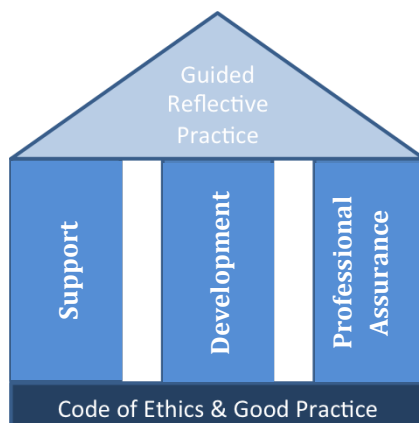 Guided
Reflective
Practice
Support
Development
Professional
Assurance
Code of Ethics & Good Practice